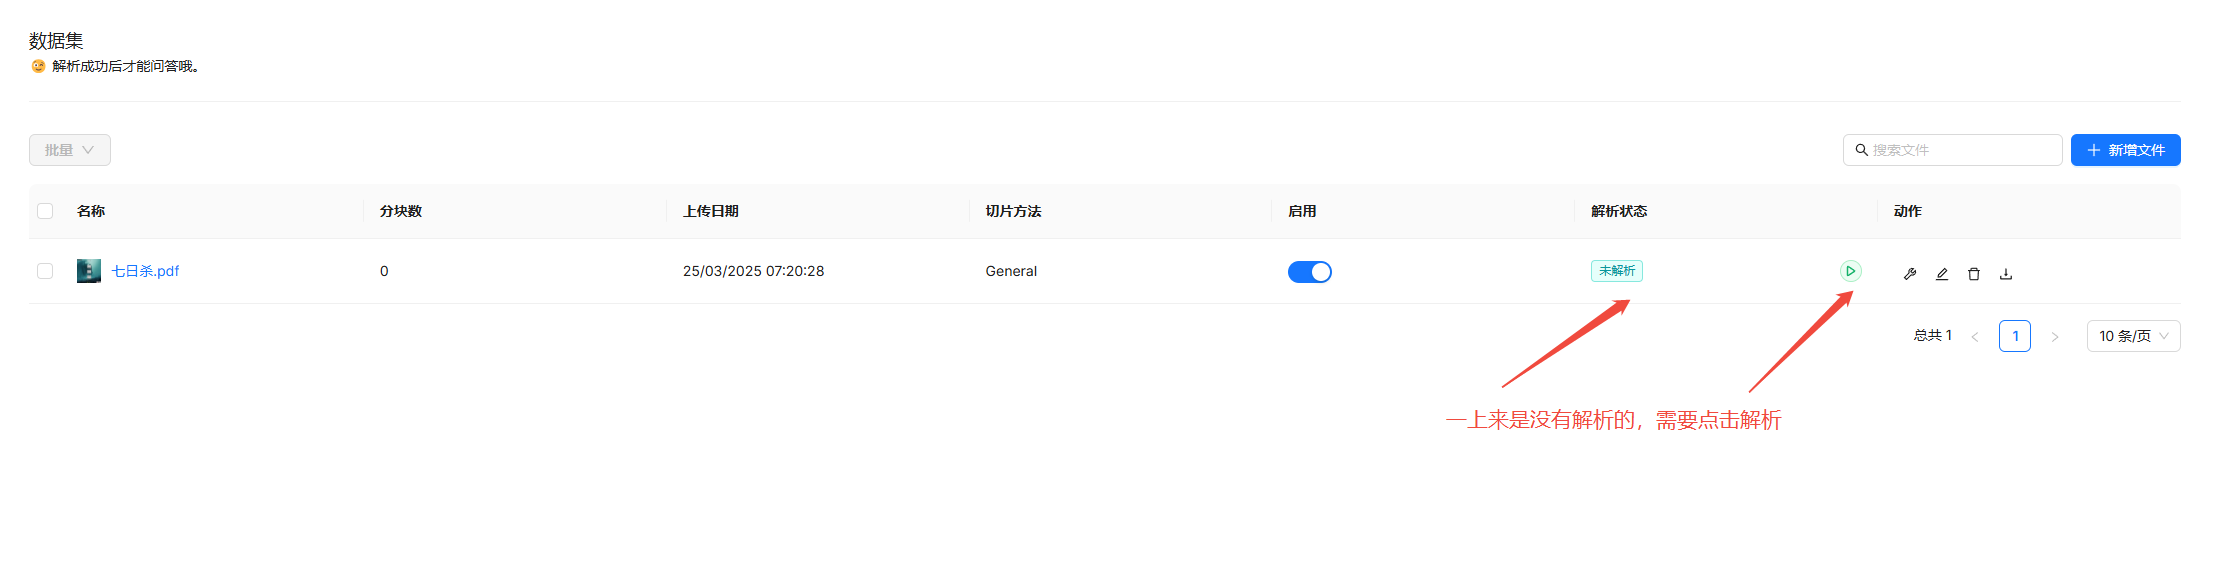 数据集
😉 解析成功后才能问答哦。
批量
搜索文件
新增文件
名称 分块数 上传日期 切片方法 启用 解析状态 动作
七日杀.pdf 0 25/03/2025 07:20:28 General 未解析
总共 1 1 10 条/页
一上来是没有解析的，需要点击解析